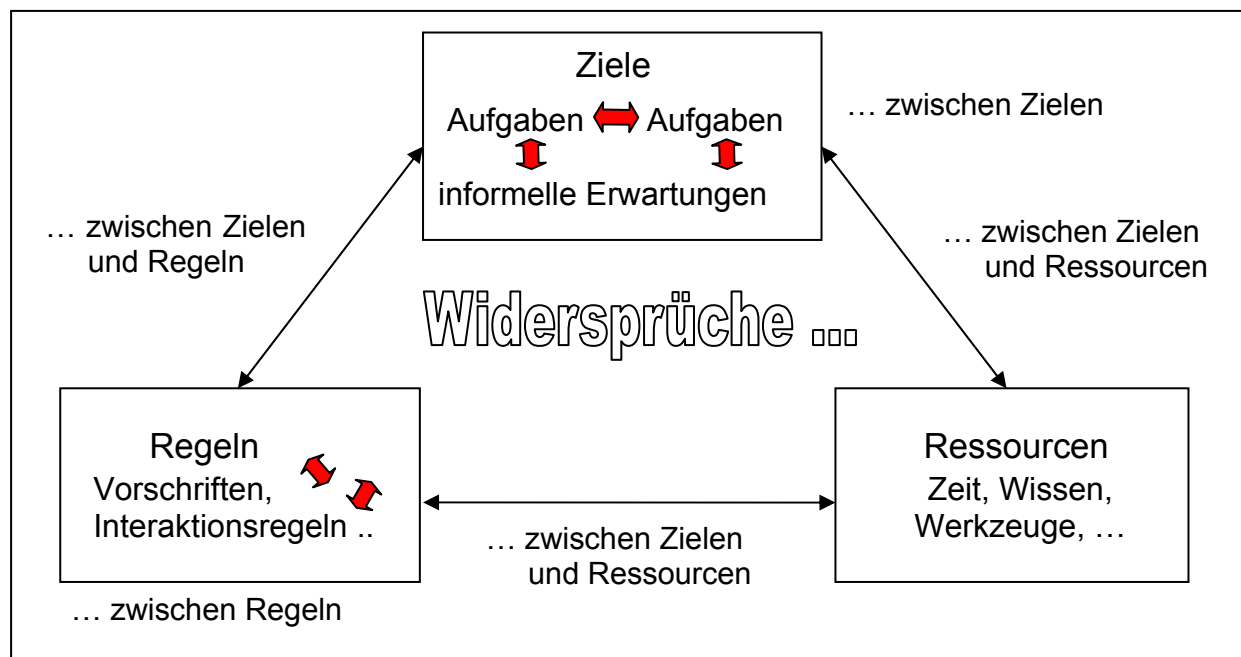 Ziele
Aufgaben Aufgaben
informelle Erwartungen
… zwischen Zielen
… zwischen Zielen
und Regeln
… zwischen Zielen
und Ressourcen
Widersprüche ...
Regeln
Vorschriften,
Interaktionsregeln ..
Ressourcen
Zeit, Wissen,
Werkzeuge, …
… zwischen Zielen
und Ressourcen
… zwischen Regeln